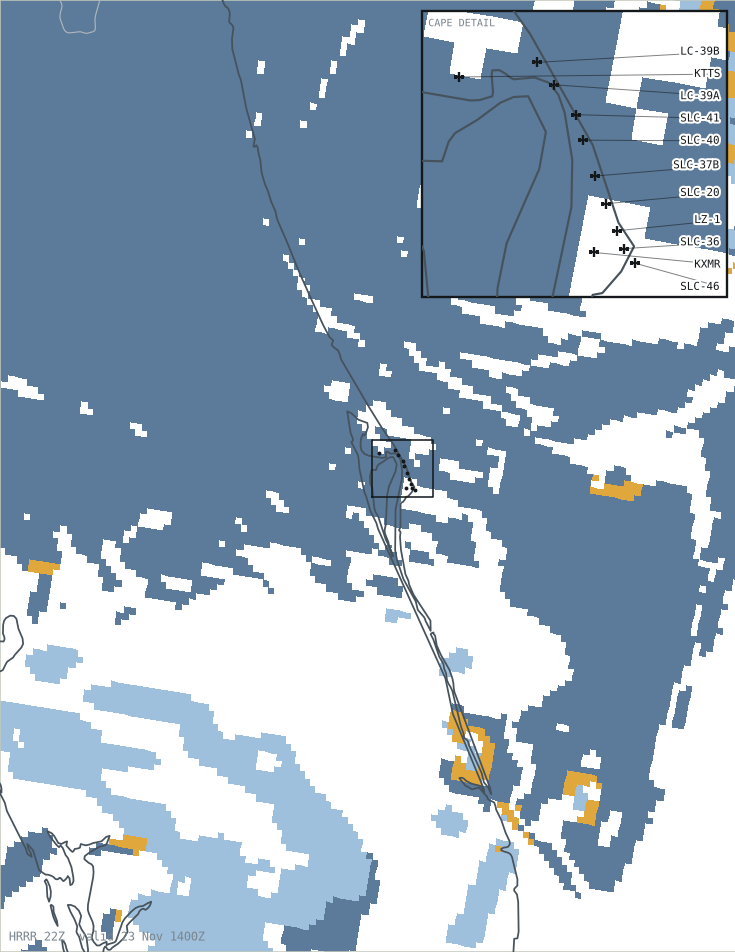 CAPE DETAIL
LC-39B
KTTS
LC-39A
SLC-41
SLC-40
SLC-37B
SLC-20
LZ-1
SLC-36
KXMR
SLC-46
HRRR 22Z valid 23 Nov 1400Z